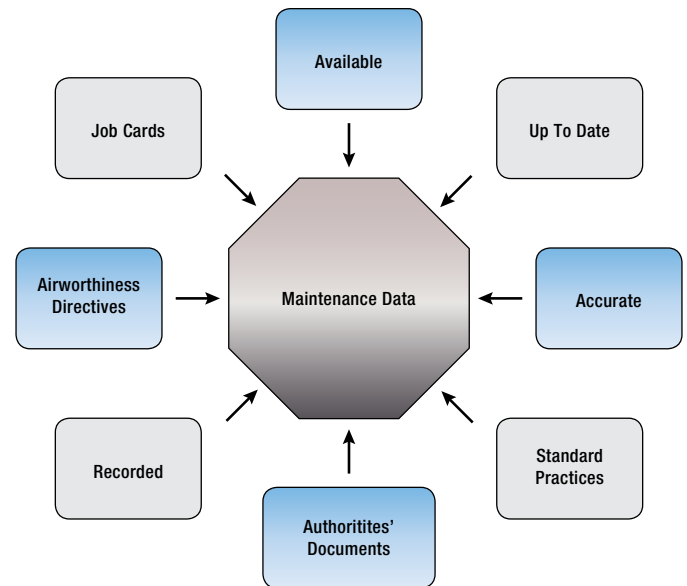 Available
Job Cards
Up To Date
Airworthiness
Directives
Maintenance Data
Accurate
Recorded
Standard
Practices
Authoritites'
Documents